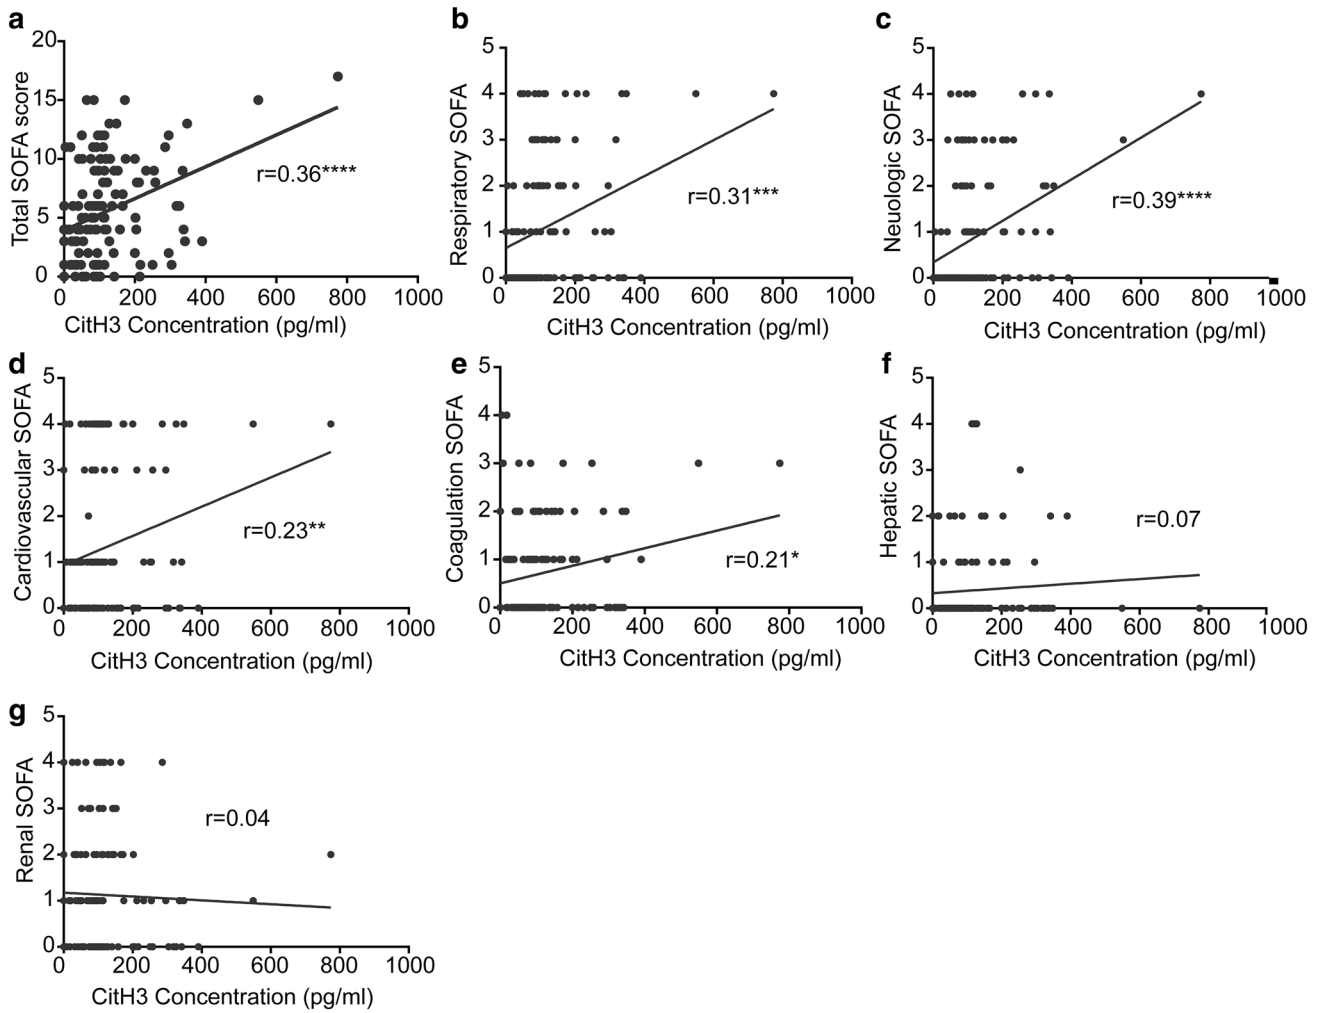 a
Total SOFA score
20
15
10
5
0
r=0.36****
0 200 400 600 800 1000
CitH3 Concentration (pg/ml)
b
Respiratory SOFA
5
4
3
2
1
0
r=0.31***
0 200 400 600 800 1000
CitH3 Concentration (pg/ml)
c
Neuologic SOFA
5
4
3
2
1
0
r=0.39****
0 200 400 600 800 1000
CitH3 Concentration (pg/ml)
d
Cardiovascular SOFA
5
4
3
2
1
0
r=0.23**
0 200 400 600 800 1000
CitH3 Concentration (pg/ml)
e
Coagulation SOFA
5
4
3
2
1
0
r=0.21*
0 200 400 600 800 1000
CitH3 Concentration (pg/ml)
f
Hepatic SOFA
5
4
3
2
1
0
r=0.07
0 200 400 600 800 1000
CitH3 Concentration (pg/ml)
g
Renal SOFA
5
4
3
2
1
0
r=0.04
0 200 400 600 800 1000
CitH3 Concentration (pg/ml)